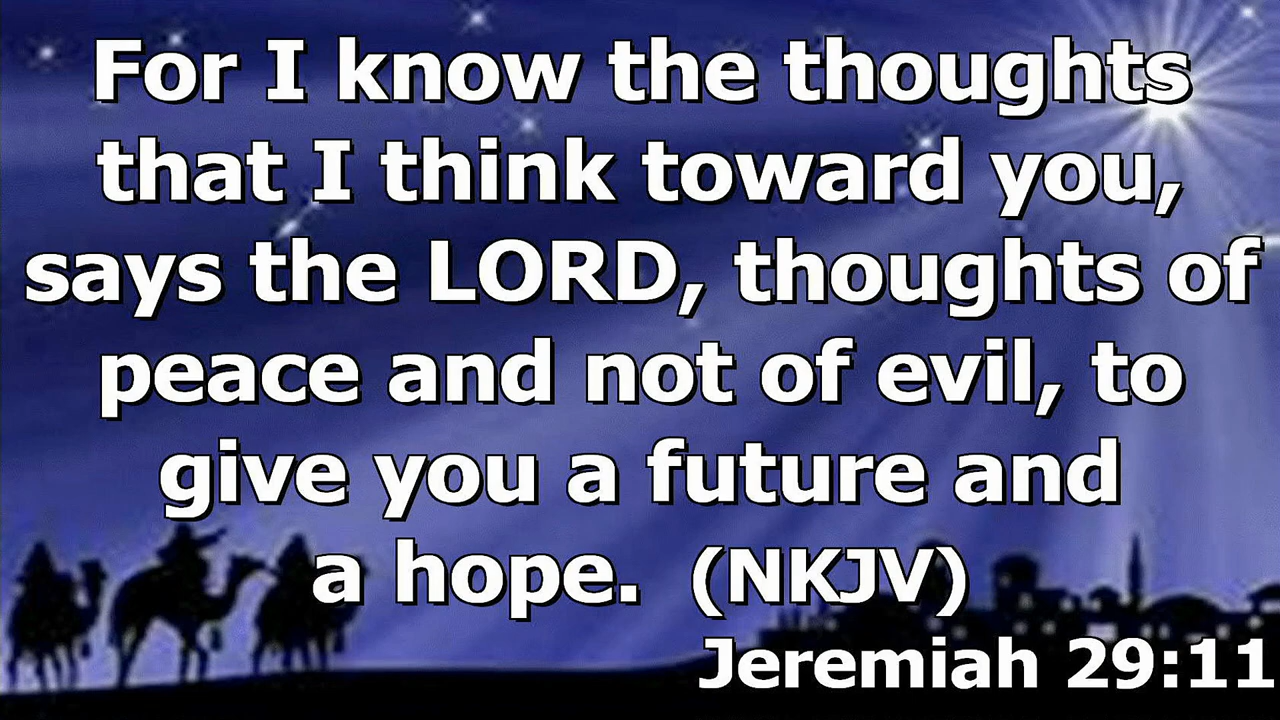 For I know the thoughts
that I think toward you,
says the LORD, thoughts of
peace and not of evil, to
give you a future and
a hope.  (NKJV)
Jeremiah 29:11